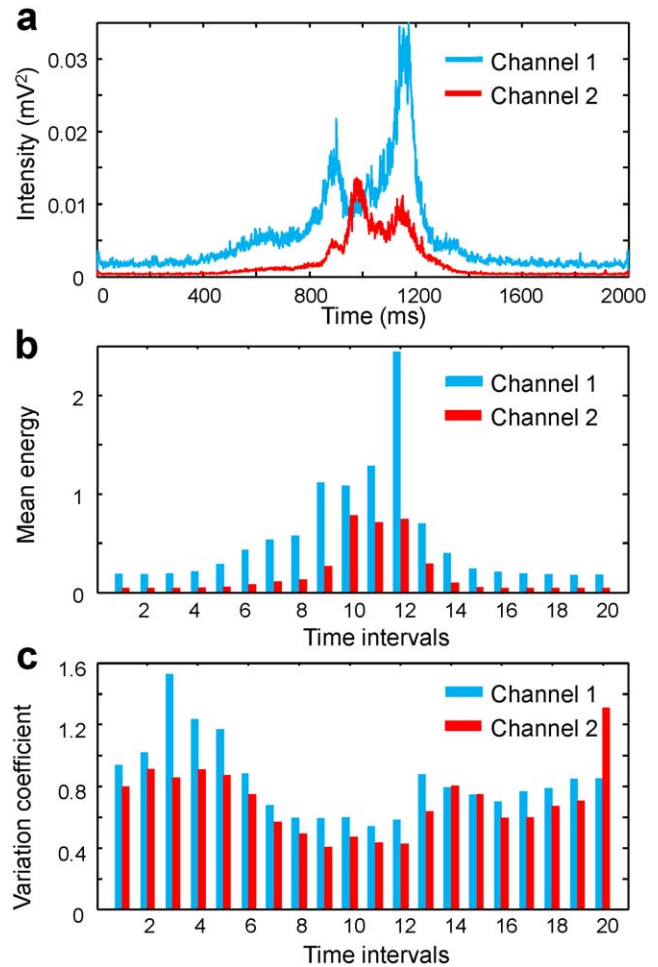 a
Intensity (mV²)
0.03
0.02
0.01
0
Channel 1
Channel 2
0 400 800 1200 1600 2000
Time (ms)
b
Mean energy
2
1
0
Channel 1
Channel 2
2 4 6 8 10 12 14 16 18 20
Time intervals
c
Variation coefficient
1.6
1.2
0.8
0.4
0
Channel 1
Channel 2
2 4 6 8 10 12 14 16 18 20
Time intervals